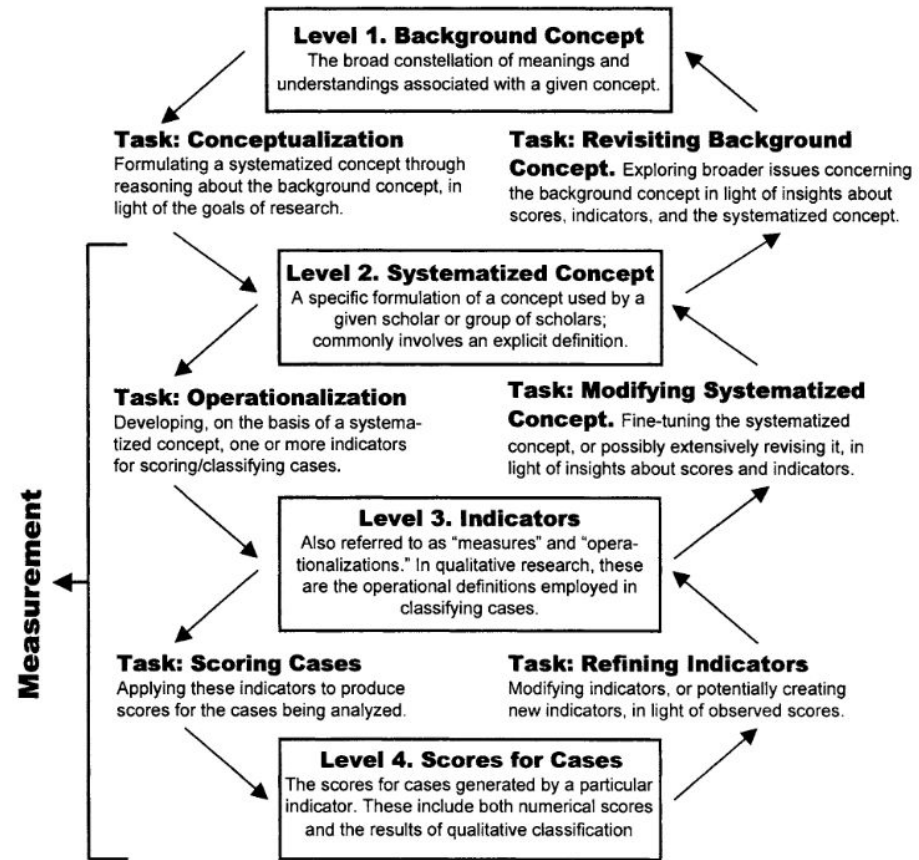 Level 1. Background Concept
The broad constellation of meanings and
understandings associated with a given concept.
Task: Conceptualization
Formulating a systematized concept through
reasoning about the background concept, in
light of the goals of research.
Task: Revisiting Background
Concept. Exploring broader issues concerning
the background concept in light of insights about
scores, indicators, and the systematized concept.
Level 2. Systematized Concept
A specific formulation of a concept used by a
given scholar or group of scholars;
commonly involves an explicit definition.
Task: Operationalization
Developing, on the basis of a systema-
tized concept, one or more indicators
for scoring/classifying cases.
Task: Modifying Systematized
Concept. Fine-tuning the systematized
concept, or possibly extensively revising it, in
light of insights about scores and indicators.
Measurement
Level 3. Indicators
Also referred to as “measures” and “opera-
tionalizations.” In qualitative research, these
are the operational definitions employed in
classifying cases.
Task: Scoring Cases
Applying these indicators to produce
scores for the cases being analyzed.
Task: Refining Indicators
Modifying indicators, or potentially creating
new indicators, in light of observed scores.
Level 4. Scores for Cases
The scores for cases generated by a particular
indicator. These include both numerical scores
and the results of qualitative classification